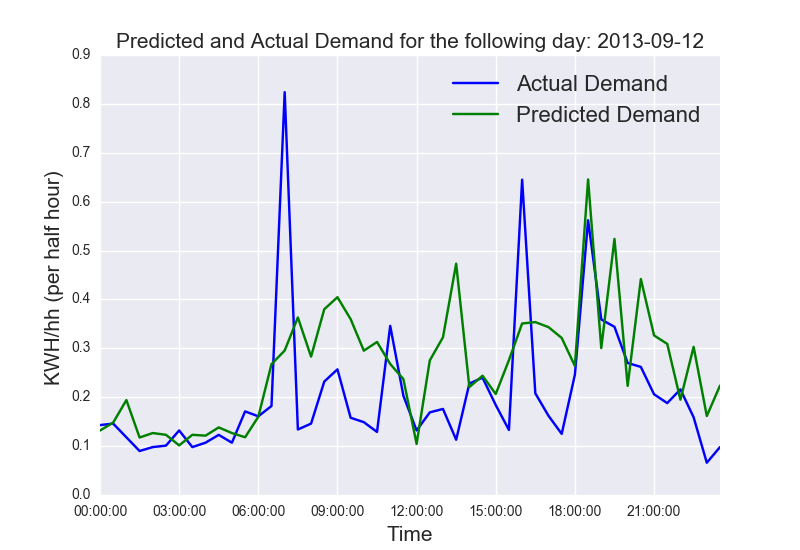 Predicted and Actual Demand for the following day: 2013-09-12
0.9
0.8
0.7
0.6
0.5
0.4
0.3
0.2
0.1
0.0
KWH/hh (per half hour)
Actual Demand
Predicted Demand
00:00:00 03:00:00 06:00:00 09:00:00 12:00:00 15:00:00 18:00:00 21:00:00
Time